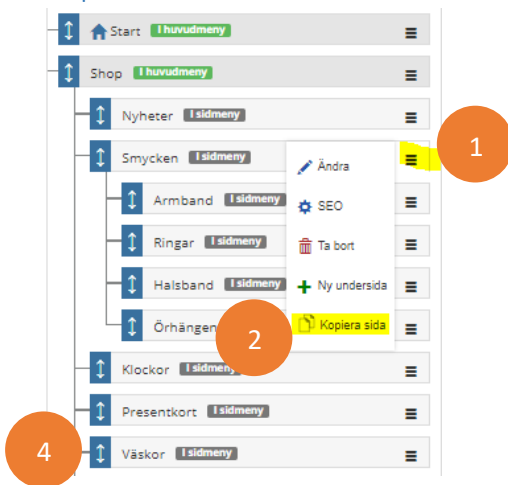 Start I huvudmeny
Shop I huvudmeny
Nyheter I sidmeny
Smycken I sidmeny
1
Ändra
Armband I sidmeny
SEO
Ringar I sidmeny
Ta bort
Halsband I sidmeny
Ny undersida
Örhängen
2
Kopiera sida
Klockor I sidmeny
Presentkort I sidmeny
4
Väskor I sidmeny